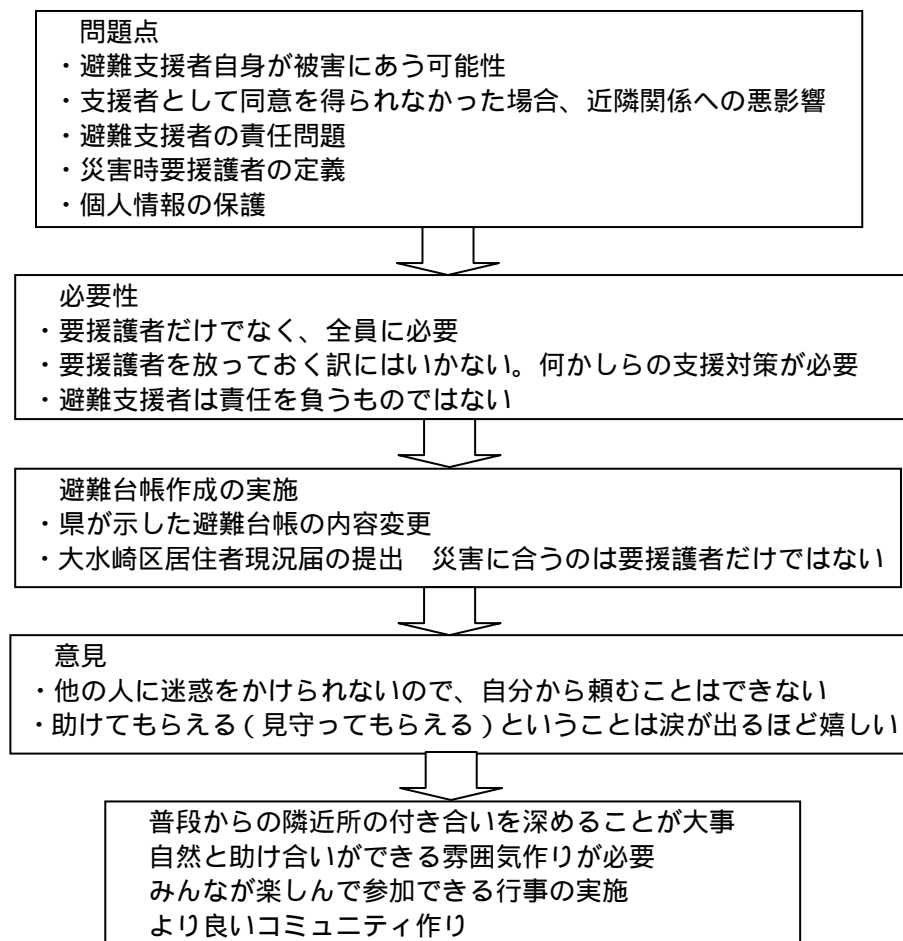 問題点
・避難支援者自身が被害にあう可能性
・支援者として同意を得られなかった場合、近隣関係への悪影響
・避難支援者の責任問題
・災害時要援護者の定義
・個人情報の保護
必要性
・要援護者だけでなく、全員に必要
・要援護者を放っておく訳にはいかない。何かしらの支援対策が必要
・避難支援者は責任を負うものではない
避難台帳作成の実施
・県が示した避難台帳の内容変更
・大水崎区居住者現況届の提出　災害に合うのは要援護者だけではない
意見
・他の人に迷惑をかけられないので、自分から頼むことはできない
・助けてもらえる（見守ってもらえる）ということは涙が出るほど嬉しい
普段からの隣近所の付き合いを深めることが大事
自然と助け合いができる雰囲気作りが必要
みんなが楽しんで参加できる行事の実施
より良いコミュニティ作り